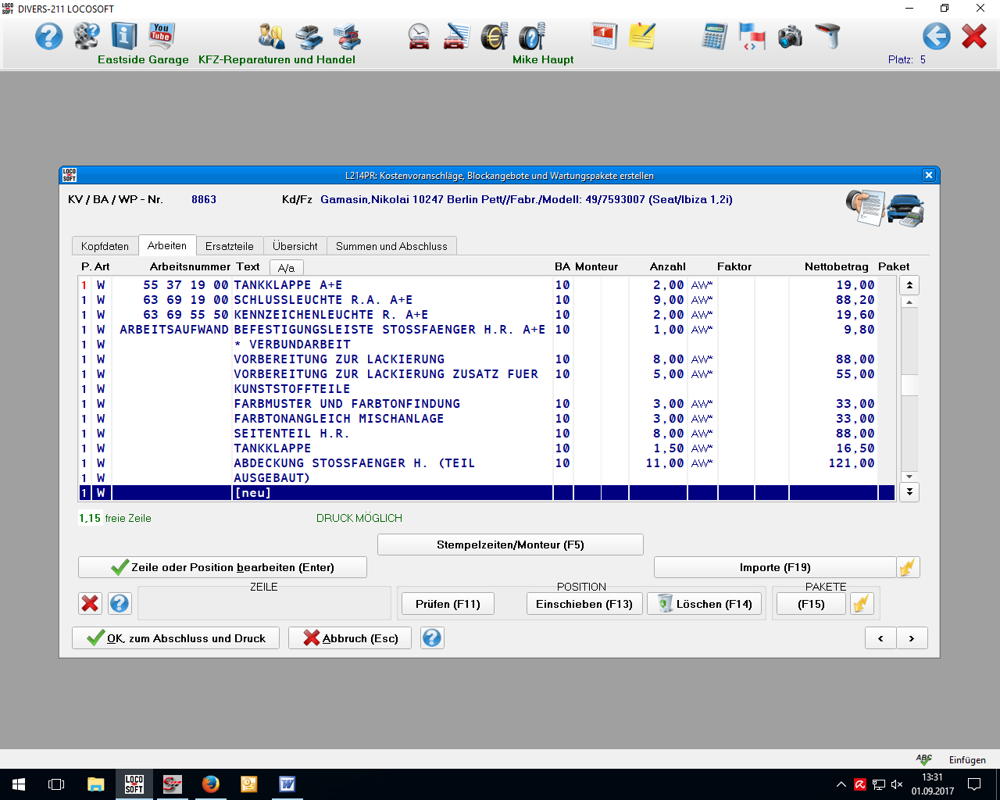 LOCO SOFT DIVERS-211 LOCOSOFT
You Tube
1
Eastside Garage KFZ-Reparaturen und Handel Mike Haupt Platz: 5
LOCO SOFT L214PR: Kostenvoranschläge, Blockangebote und Wartungspakete erstellen
KV / BA / WP - Nr. 8863 Kd/Fz Gamasin,Nikolai 10247 Berlin Pett//Fabr./Modell: 49/7593007 (Seat/Ibiza 1,2i)
Kopfdaten Arbeiten Ersatzteile Übersicht Summen und Abschluss
P. Art Arbeitsnummer Text A/a BA Monteur Anzahl Faktor Nettobetrag Paket
1 W 55 37 19 00 TANKKLAPPE A+E 10 2,00 AW* 19,00
1 W 63 69 19 00 SCHLUSSLEUCHTE R.A. A+E 10 9,00 AW* 88,20
1 W 63 69 55 50 KENNZEICHENLEUCHTE R. A+E 10 2,00 AW* 19,60
1 W ARBEITSAUFWAND BEFESTIGUNGSLEISTE STOSSFAENGER H.R. A+E 10 1,00 AW* 9,80
1 W * VERBUNDARBEIT
1 W VORBEREITUNG ZUR LACKIERUNG 10 8,00 AW* 88,00
1 W VORBEREITUNG ZUR LACKIERUNG ZUSATZ FUER 10 5,00 AW* 55,00
1 W KUNSTSTOFFTEILE
1 W FARBMUSTER UND FARBTONFINDUNG 10 3,00 AW* 33,00
1 W FARBTONANGLEICH MISCHANLAGE 10 3,00 AW* 33,00
1 W SEITENTEIL H.R. 10 8,00 AW* 88,00
1 W TANKKLAPPE 10 1,50 AW* 16,50
1 W ABDECKUNG STOSSFAENGER H. (TEIL 10 11,00 AW* 121,00
1 W AUSGEBAUT)
1 W [neu]
1,15 freie Zeile DRUCK MÖGLICH
Stempelzeiten/Monteur (F5)
Zeile oder Position bearbeiten (Enter) Importe (F19)
ZEILE POSITION PAKETE
Prüfen (F11) Einschieben (F13) Löschen (F14) (F15)
OK, zum Abschluss und Druck Abbruch (Esc) < >
ABC Einfügen
LOCO SOFT
13:31
01.09.2017